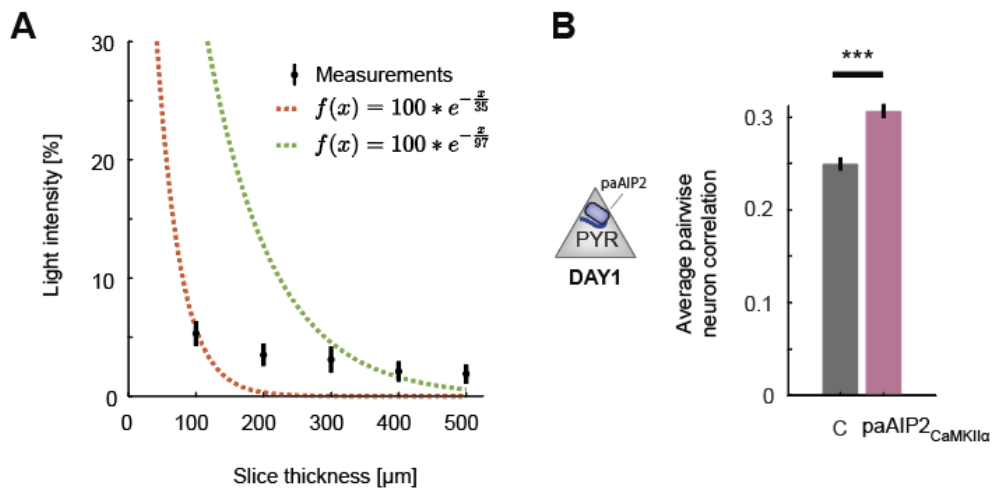 A
30
20
10
0
0
100
200
300
400
500
Light intensity [%]
Slice thickness [µm]
Measurements
f(x) = 100 * e^{-x/35}
f(x) = 100 * e^{-x/97}
B
paAIP2
PYR
DAY1
***
Average pairwise
neuron correlation
0.3
0.2
0.1
0
C
paAIP2CaMKIIα